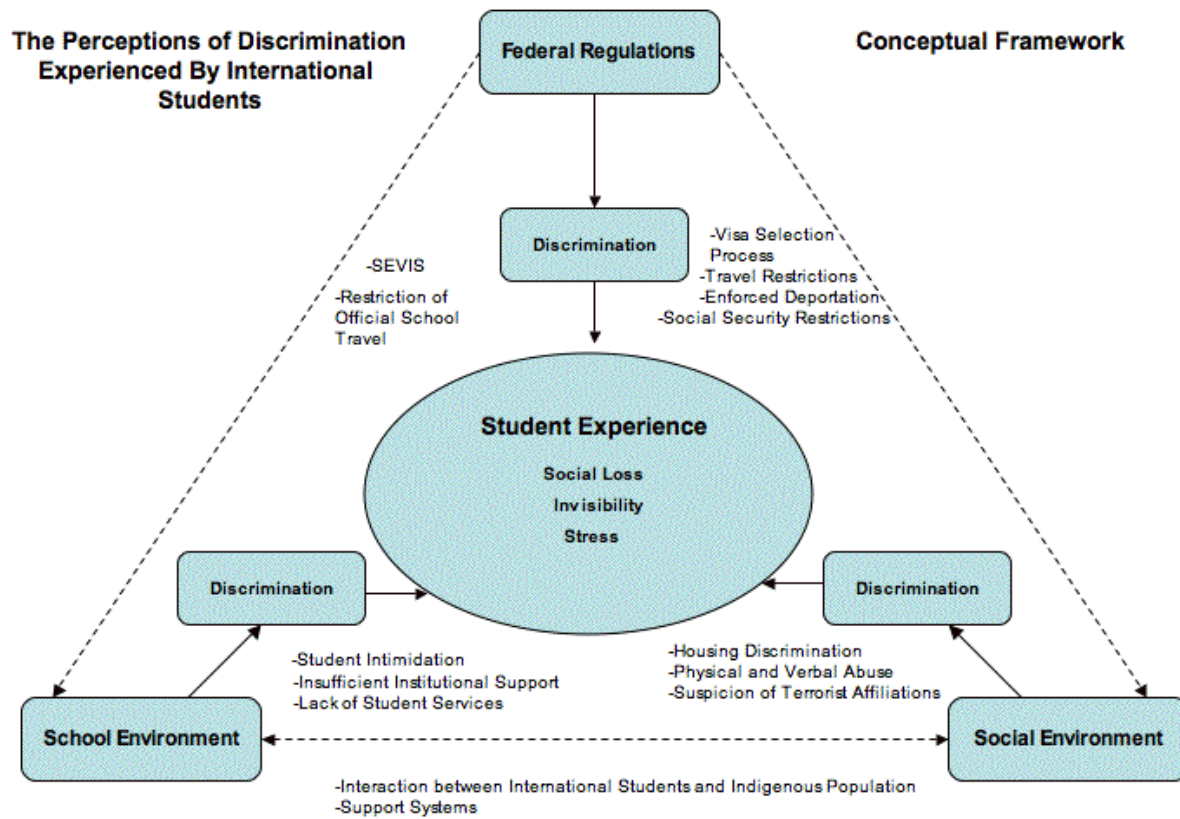 The Perceptions of Discrimination
Experienced By International
Students
Federal Regulations
Conceptual Framework
Discrimination
-Visa Selection
Process
-Travel Restrictions
-Enforced Deportation
-Social Security Restrictions
-SEVIS
-Restriction of
Official School
Travel
Student Experience
Social Loss
Invisibility
Stress
Discrimination
Discrimination
-Student Intimidation
-Insufficient Institutional Support
-Lack of Student Services
-Housing Discrimination
-Physical and Verbal Abuse
-Suspicion of Terrorist Affiliations
School Environment
Social Environment
-Interaction between International Students and Indigenous Population
-Support Systems